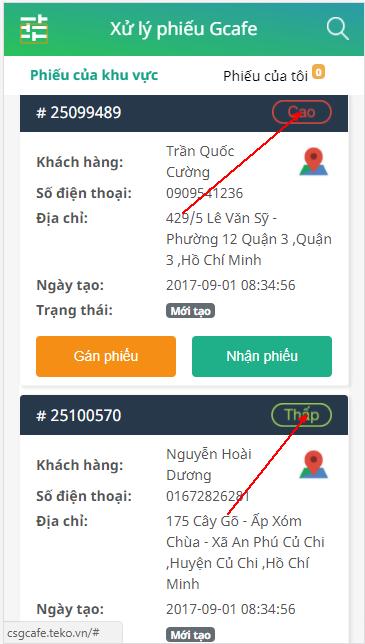 Xử lý phiếu Gcafe
Phiếu của khu vực
Phiếu của tôi 0
# 25099489
Cao
Khách hàng:
Trần Quốc
Cường
Số điện thoại:
0909541236
Địa chỉ:
429/5 Lê Văn Sỹ -
Phường 12 Quận 3 ,Quận
3 ,Hồ Chí Minh
Ngày tạo:
2017-09-01 08:34:56
Trạng thái:
Mới tạo
Gán phiếu
Nhận phiếu
# 25100570
Thấp
Khách hàng:
Nguyễn Hoài
Dương
Số điện thoại:
01672826281
Địa chỉ:
175 Cây Gõ - Ấp Xóm
Chùa - Xã An Phú Củ Chi
,Huyện Củ Chi ,Hồ Chí
Minh
Ngày tạo:
2017-09-01 08:34:56
Mới tạo
csgcafe.teko.vn/#